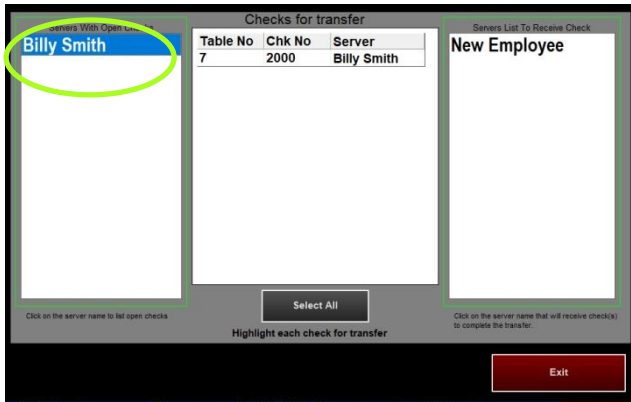 Servers With Open Checks
Billy Smith
Click on the server name to list open checks
Checks for transfer
Table No Chk No Server
7 2000 Billy Smith
Select All
Highlight each check for transfer
Servers List To Receive Check
New Employee
Click on the server name that will receive check(s)
to complete the transfer.
Exit